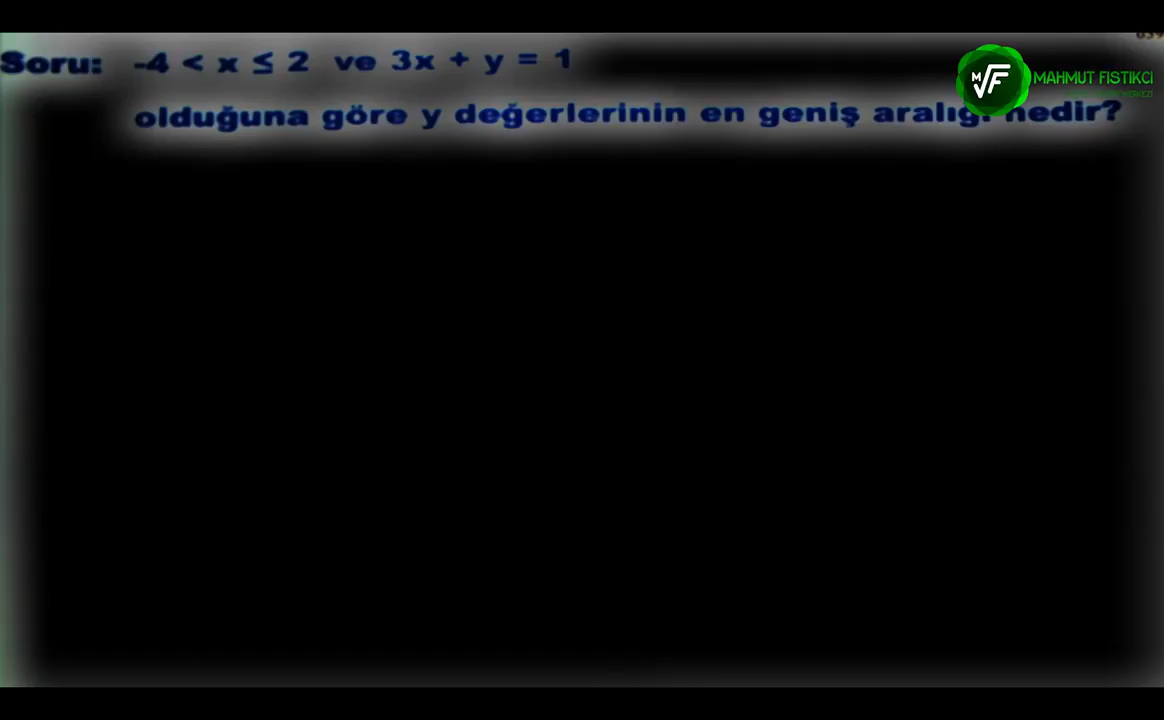 Soru: -4 < x ≤ 2 ve 3x + y = 1
MAHMUT FISTIKCI
olduğuna göre y değerlerinin en geniş aralığı nedir?